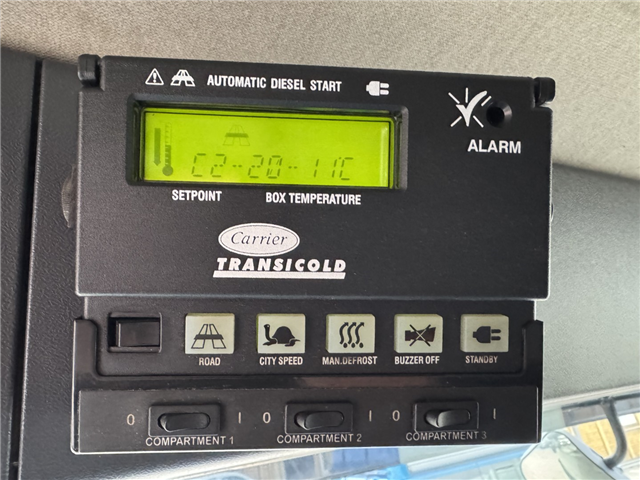 AUTOMATIC DIESEL START
ALARM
C2-20-11C
SETPOINT BOX TEMPERATURE
Carrier
TRANSICOLD
ROAD CITY SPEED MAN.DEFROST BUZZER OFF STANDBY
0 I 0 I 0 I
COMPARTMENT 1 COMPARTMENT 2 COMPARTMENT 3